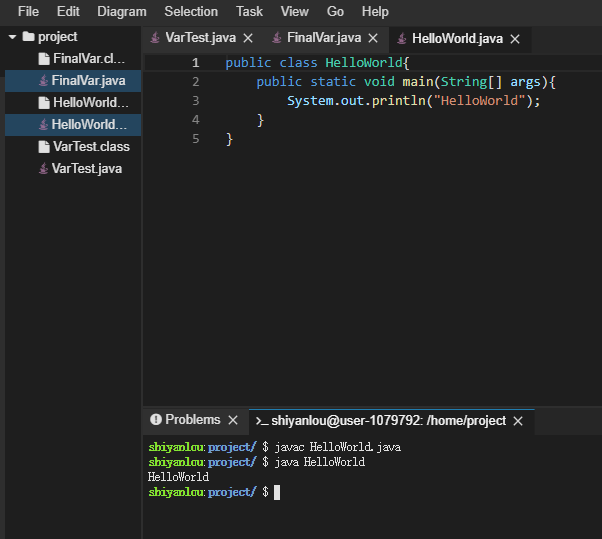 File Edit Diagram Selection Task View Go Help
project
FinalVar.cl...
FinalVar.java
HelloWorld...
HelloWorld...
VarTest.class
VarTest.java
VarTest.java FinalVar.java HelloWorld.java
1 public class HelloWorld{
2 public static void main(String[] args){
3 System.out.println("HelloWorld");
4 }
5 }
Problems >_ shiyanlou@user-1079792: /home/project
shiyanlou:project/ $ javac HelloWorld.java
shiyanlou:project/ $ java HelloWorld
HelloWorld
shiyanlou:project/ $